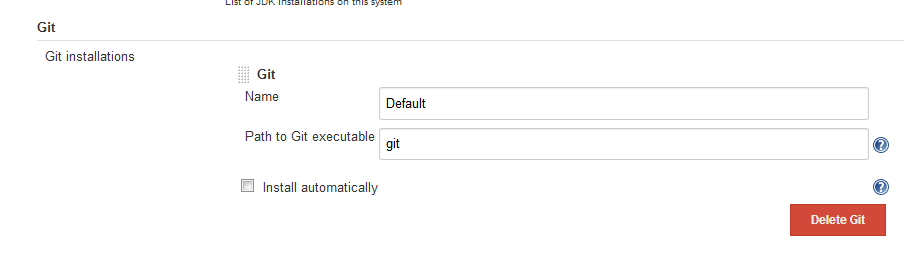 List of JDK installations on this system
Git
Git installations
Git
Name
Default
Path to Git executable
git
?
Install automatically
?
Delete Git